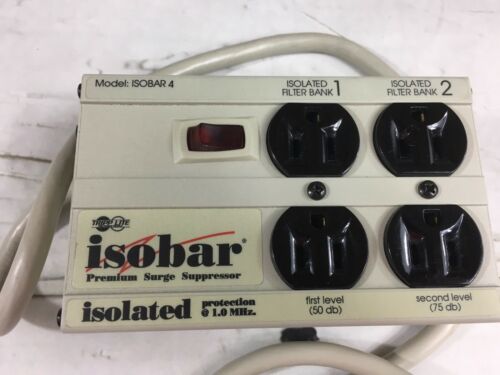 Model: ISOBAR 4
ISOLATED
FILTER BANK 1
ISOLATED
FILTER BANK 2
TRIPP LITE
isobar®
Premium Surge Suppressor
isolated protection
@ 1.0 MHz.
first level
(50 db)
second level
(75 db)